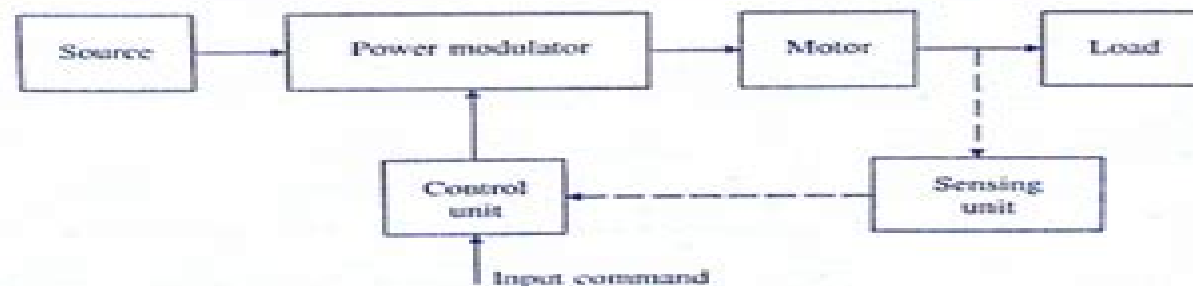 Source
Power modulator
Motor
Load
Control
unit
Sensing
unit
Input command